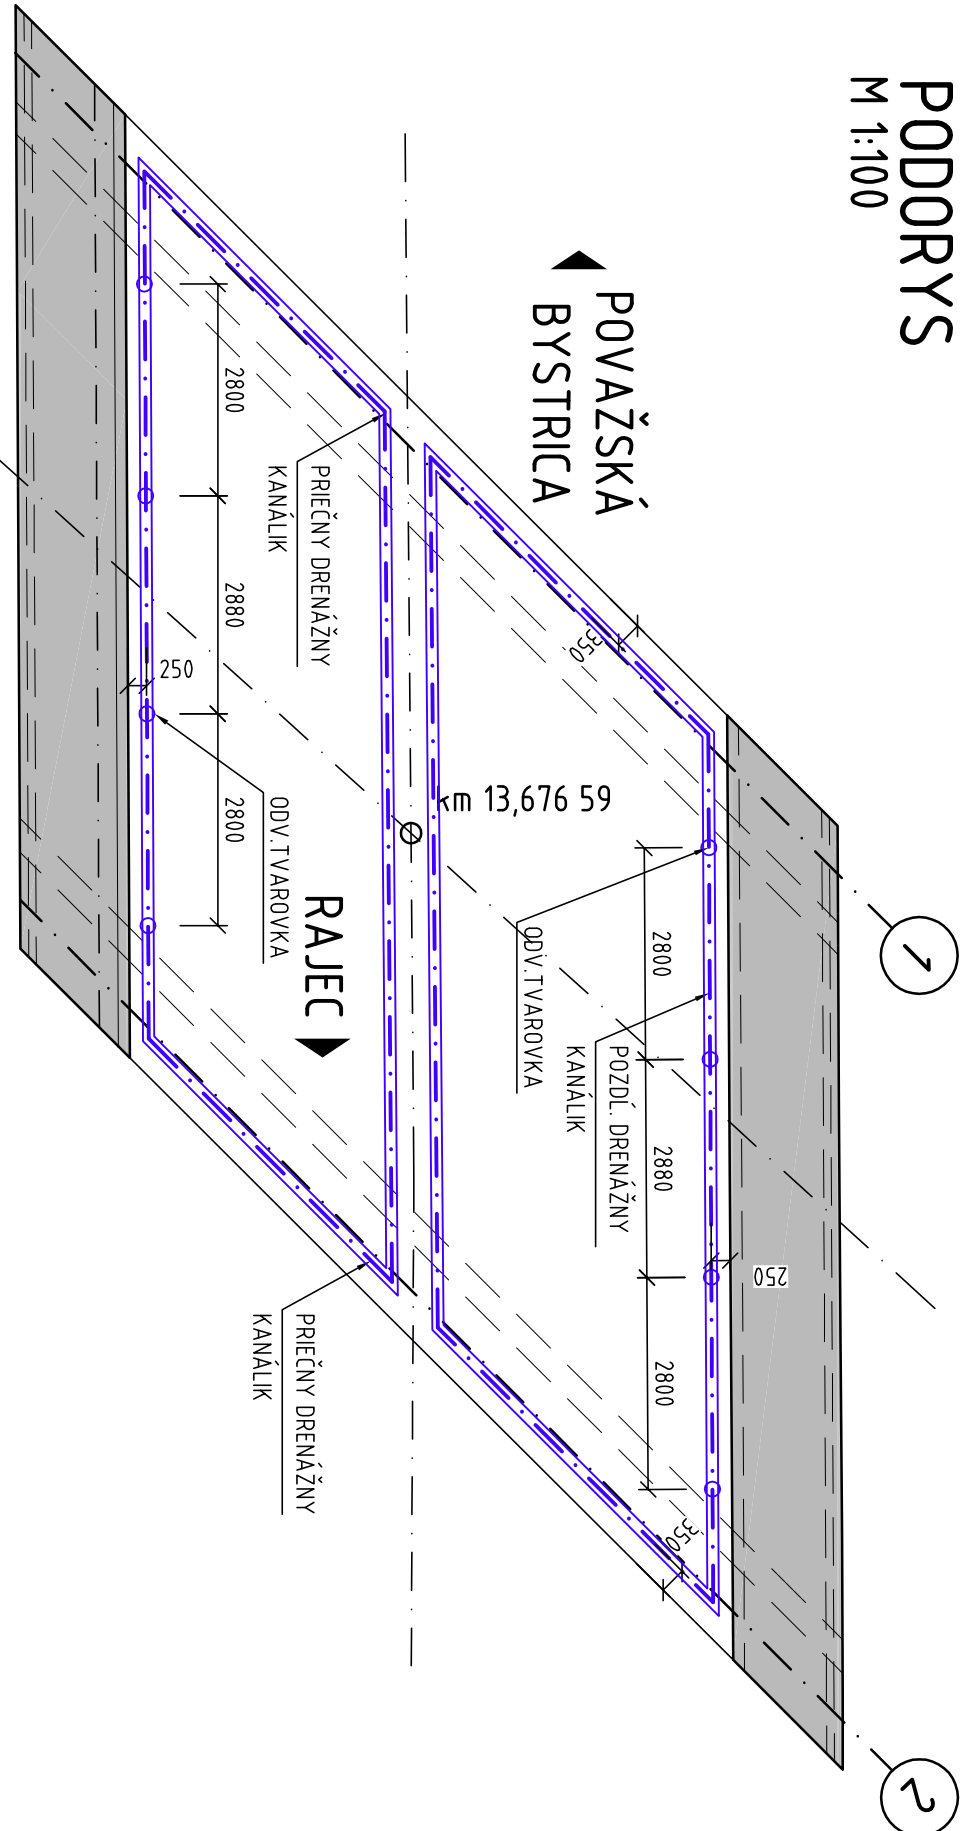 PODORYS
M 1:100
POVAŽSKÁ
BYSTRICA
1
2
350
2800
2880
2800
250
POZDĹ. DRENÁŽNY
KANÁLIK
ODV.TVAROVKA
km 13,676 59
350
RAJEC
PRIEČNY DRENÁŽNY
KANÁLIK
PRIEČNY DRENÁŽNY
KANÁLIK
ODV.TVAROVKA
2800
2880
2800
250